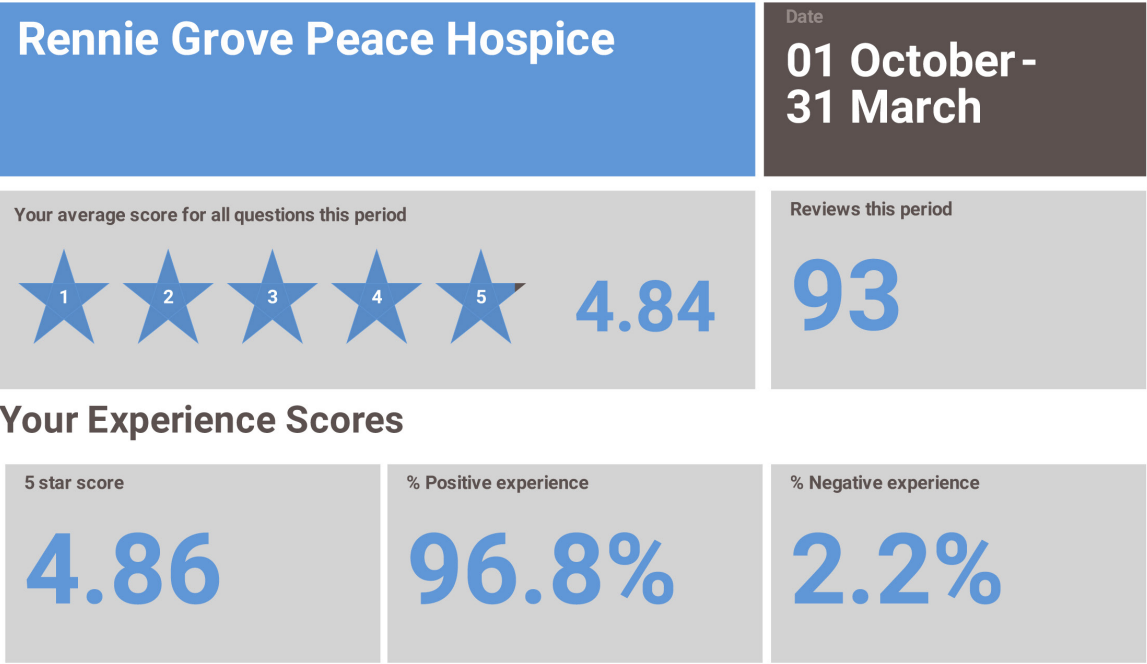 Rennie Grove Peace Hospice
Date
01 October -
31 March
Your average score for all questions this period
1 2 3 4 5
4.84
Reviews this period
93
Your Experience Scores
5 star score
4.86
% Positive experience
96.8%
% Negative experience
2.2%